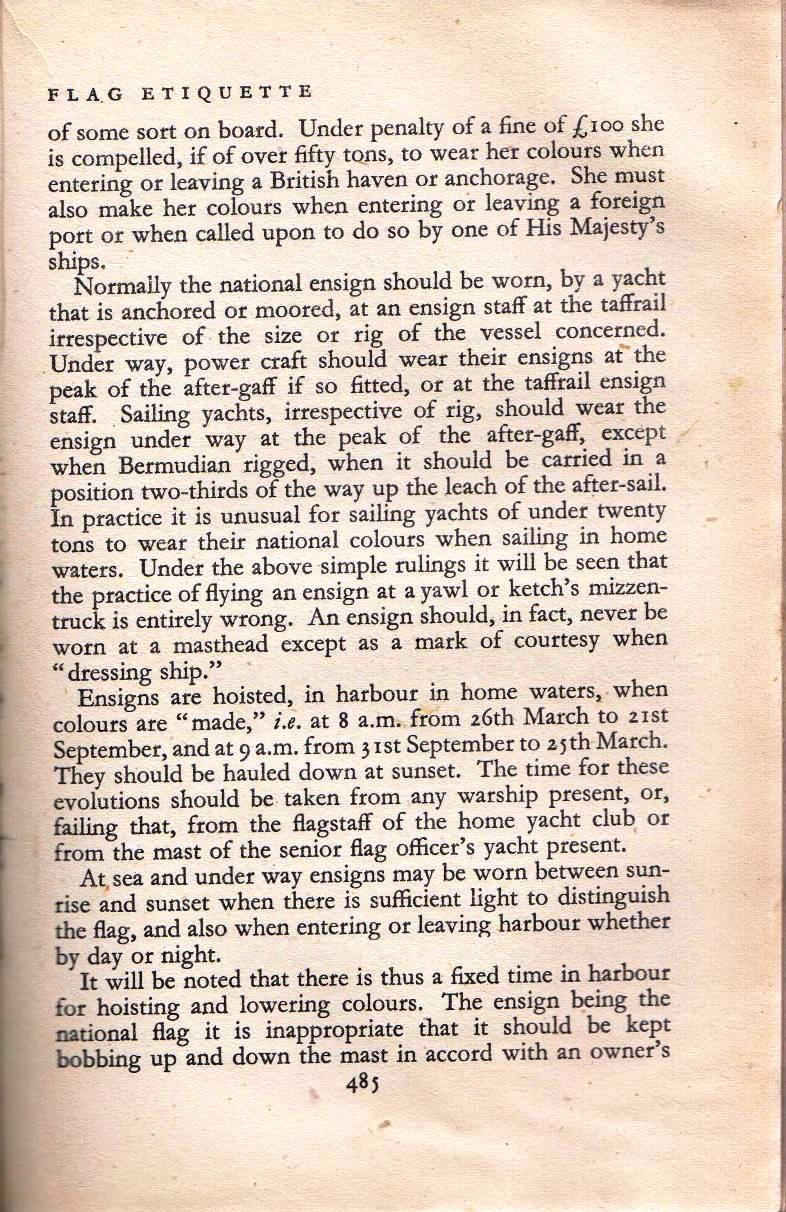 FLAG ETIQUETTE
of some sort on board. Under penalty of a fine of £100 she
is compelled, if of over fifty tons, to wear her colours when
entering or leaving a British haven or anchorage. She must
also make her colours when entering or leaving a foreign
port or when called upon to do so by one of His Majesty's
ships.
Normally the national ensign should be worn, by a yacht
that is anchored or moored, at an ensign staff at the taffrail
irrespective of the size or rig of the vessel concerned.
Under way, power craft should wear their ensigns at the
peak of the after-gaff if so fitted, or at the taffrail ensign
staff. Sailing yachts, irrespective of rig, should wear the
ensign under way at the peak of the after-gaff, except
when Bermudian rigged, when it should be carried in a
position two-thirds of the way up the leach of the after-sail.
In practice it is unusual for sailing yachts of under twenty
tons to wear their national colours when sailing in home
waters. Under the above simple rulings it will be seen that
the practice of flying an ensign at a yawl or ketch's mizzen-
truck is entirely wrong. An ensign should, in fact, never be
worn at a masthead except as a mark of courtesy when
"dressing ship."
Ensigns are hoisted, in harbour in home waters, when
colours are "made," i.e. at 8 a.m. from 26th March to 21st
September, and at 9 a.m. from 31st September to 25th March.
They should be hauled down at sunset. The time for these
evolutions should be taken from any warship present, or,
failing that, from the flagstaff of the home yacht club or
from the mast of the senior flag officer's yacht present.
At sea and under way ensigns may be worn between sun-
rise and sunset when there is sufficient light to distinguish
the flag, and also when entering or leaving harbour whether
by day or night.
It will be noted that there is thus a fixed time in harbour
for hoisting and lowering colours. The ensign being the
national flag it is inappropriate that it should be kept
bobbing up and down the mast in accord with an owner's
485